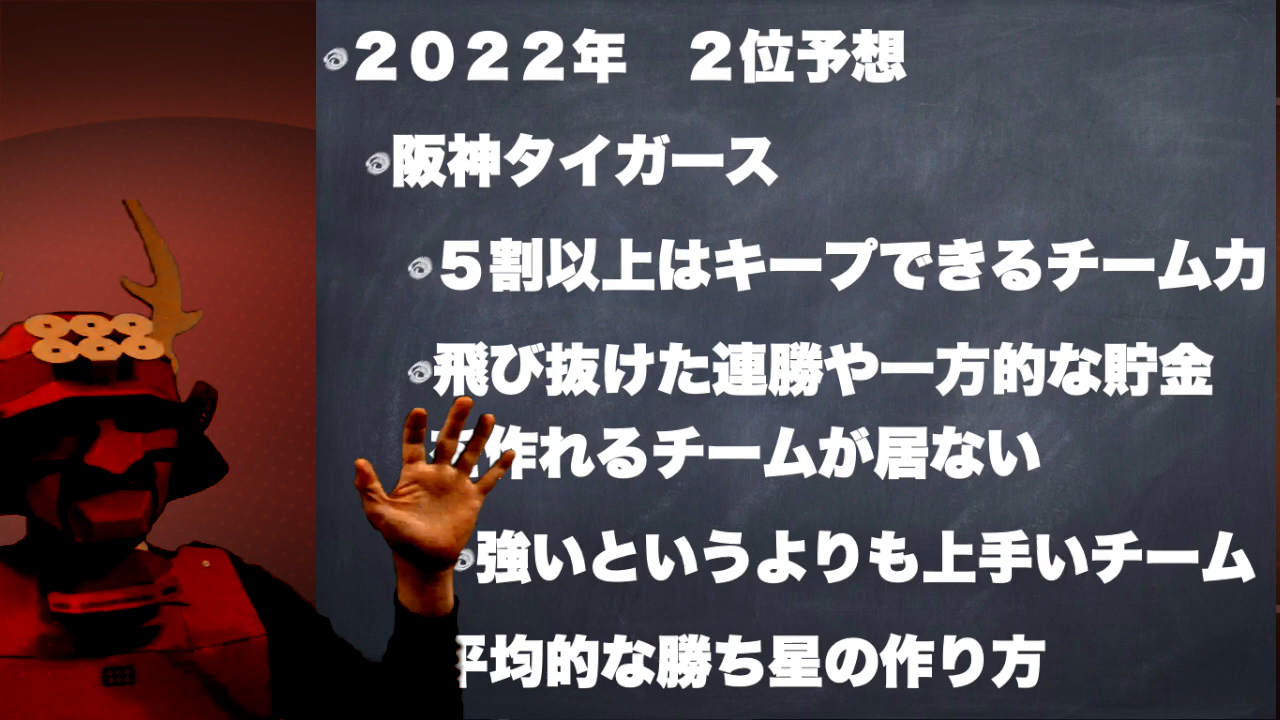 ２０２２年　２位予想
阪神タイガース
５割以上はキープできるチーム力
飛び抜けた連勝や一方的な貯金
を作れるチームが居ない
強いというよりも上手いチーム
平均的な勝ち星の作り方